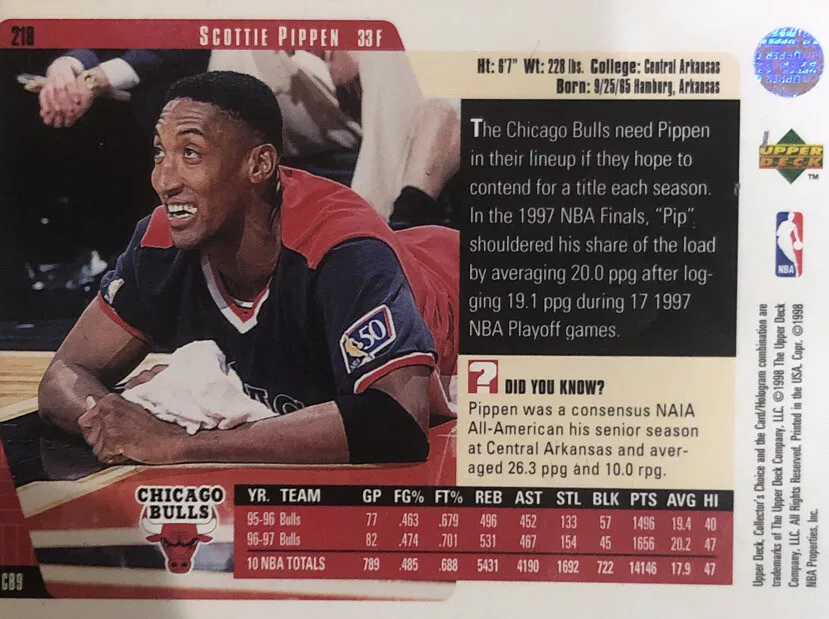 218
SCOTTIE PIPPEN 33 F
Ht: 6'7" Wt: 228 lbs. College: Central Arkansas
Born: 9/25/65 Hamburg, Arkansas
The Chicago Bulls need Pippen
in their lineup if they hope to
contend for a title each season.
In the 1997 NBA Finals, "Pip"
shouldered his share of the load
by averaging 20.0 ppg after log-
ging 19.1 ppg during 17 1997
NBA Playoff games.
? DID YOU KNOW?
Pippen was a consensus NAIA
All-American his senior season
at Central Arkansas and aver-
aged 26.3 ppg and 10.0 rpg.
50
CHICAGO
BULLS
YR. TEAM GP FG% FT% REB AST STL BLK PTS AVG HI
95-96 Bulls 77 .463 .679 496 452 133 57 1496 19.4 40
96-97 Bulls 82 .474 .701 531 467 154 45 1656 20.2 47
10 NBA TOTALS 789 .485 .688 5431 4190 1692 722 14146 17.9 47
CB9
UPPER DECK
UPPER
DECK
TM
NBA
Upper Deck, Collector's Choice and the Card/Hologram combination are
trademarks of The Upper Deck Company, LLC. ©1998 The Upper Deck
Company, LLC. All Rights Reserved. Printed in the USA. Copr. ©1998
NBA Properties, Inc.